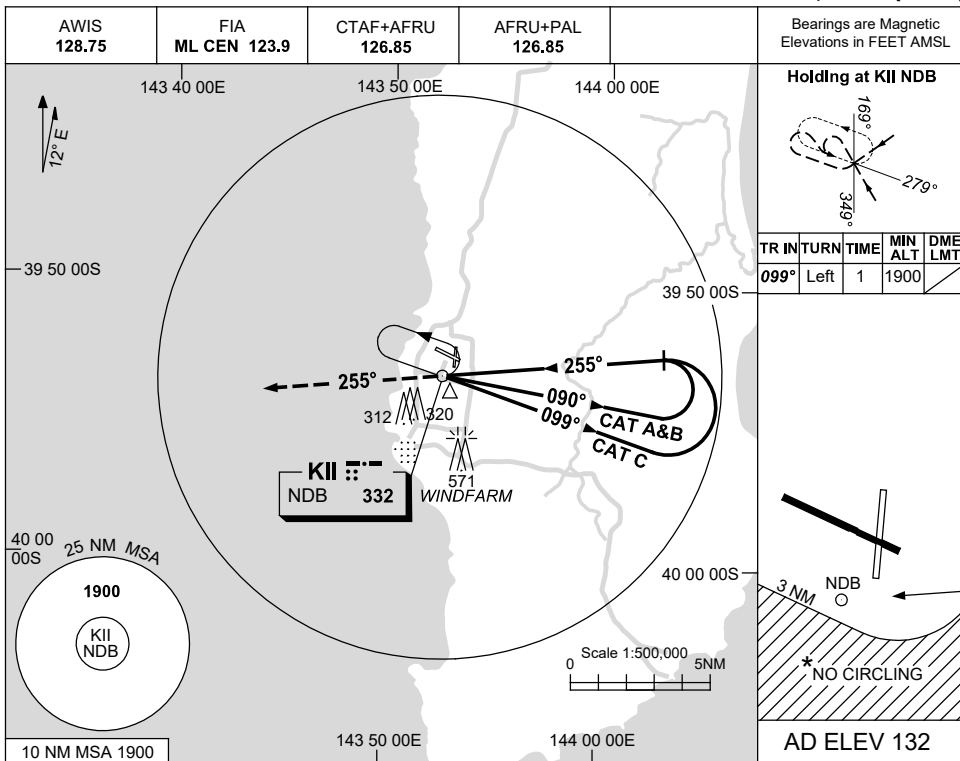 AWIS
128.75
FIA
ML CEN 123.9
CTAF+AFRU
126.85
AFRU+PAL
126.85
Bearings are Magnetic
Elevations in FEET AMSL
143 40 00E
143 50 00E
144 00 00E
12° E
39 50 00S
39 50 00S
Holding at KII NDB
169°
279°
349°
TR IN TURN TIME MIN ALT DME LMT
099° Left 1 1900
255°
255°
090°
099°
CAT A&B
CAT C
312
320
571
WINDFARM
KII
NDB 332
40 00 00S
40 00 00S
25 NM MSA
1900
KII
NDB
10 NM MSA 1900
Scale 1:500,000
0 5NM
143 50 00E
144 00 00E
NDB
3 NM
*NO CIRCLING
AD ELEV 132